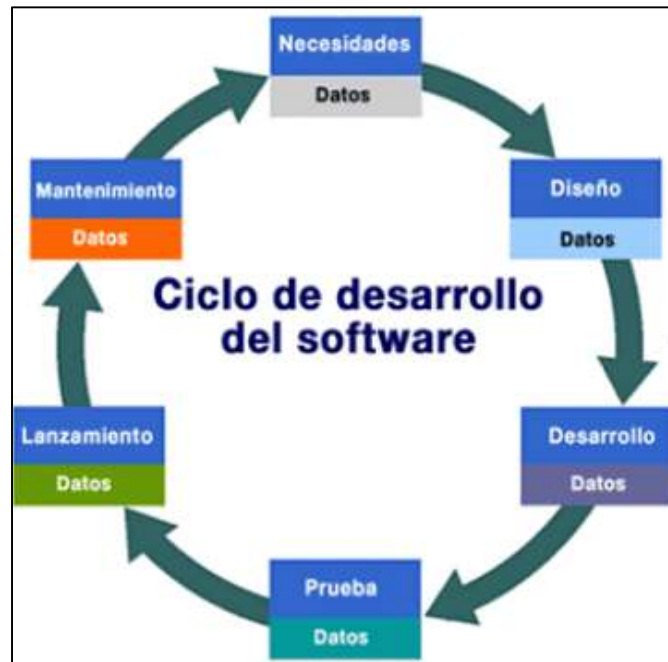 Necesidades
Datos
Diseño
Datos
Desarrollo
Datos
Prueba
Datos
Lanzamiento
Datos
Mantenimiento
Datos
Ciclo de desarrollo
del software